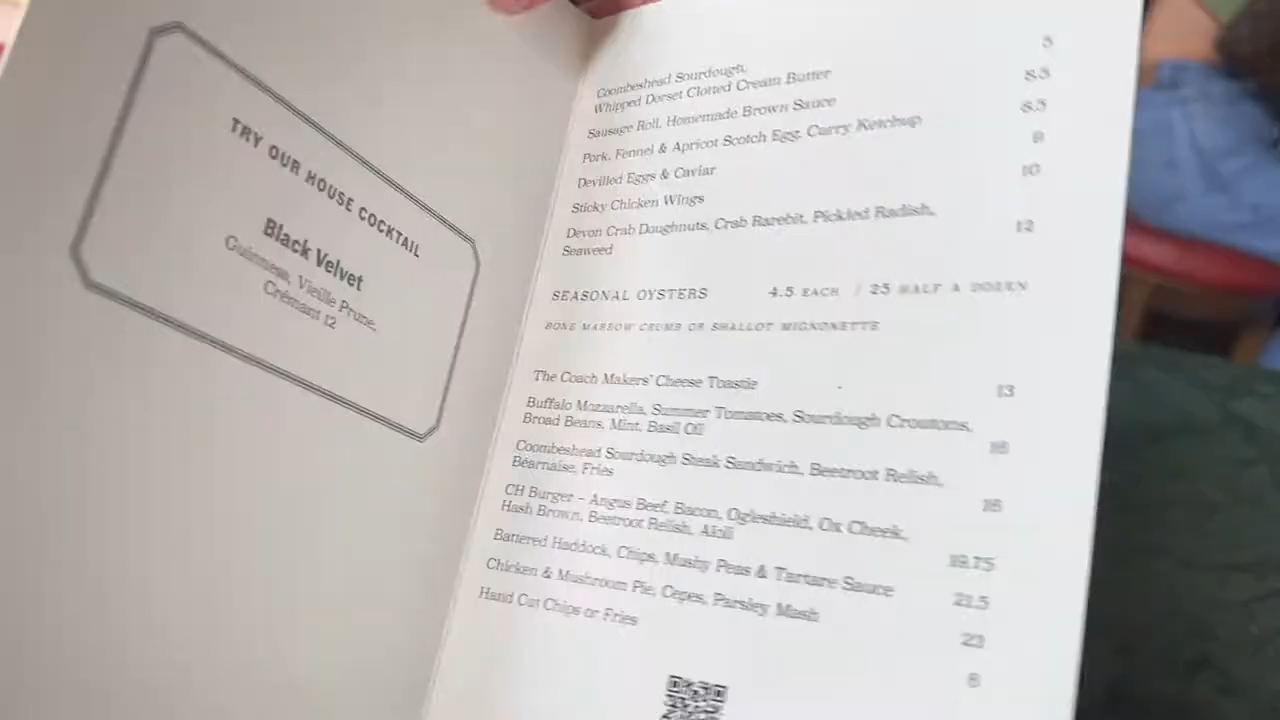 TRY OUR HOUSE COCKTAIL
Black Velvet
Guinness, Vieille Prune,
Crémant 12
Coombeshead Sourdough,
Whipped Dorset Clotted Cream Butter 5
Sausage Roll, Homemade Brown Sauce 8.5
Pork, Fennel & Apricot Scotch Egg, Curry Ketchup 8.5
Devilled Eggs & Caviar 9
Sticky Chicken Wings 10
Devon Crab Doughnuts, Crab Rarebit, Pickled Radish,
Seaweed 12
SEASONAL OYSTERS 4.5 EACH / 25 HALF A DOZEN
BONE MARROW CRUMB OR SHALLOT MIGNONETTE
The Coach Makers' Cheese Toastie 13
Buffalo Mozzarella, Summer Tomatoes, Sourdough Croutons,
Broad Beans, Mint, Basil Oil
Coombeshead Sourdough Steak Sandwich, Beetroot Relish,
Béarnaise, Fries
CH Burger – Angus Beef, Bacon, Ogleshield, Ox Cheek,
Hash Brown, Beetroot Relish, Aioli 19.75
Battered Haddock, Chips, Mushy Peas & Tartare Sauce 21.5
Chicken & Mushroom Pie, Cepes, Parsley Mash 23
Hand Cut Chips or Fries 6